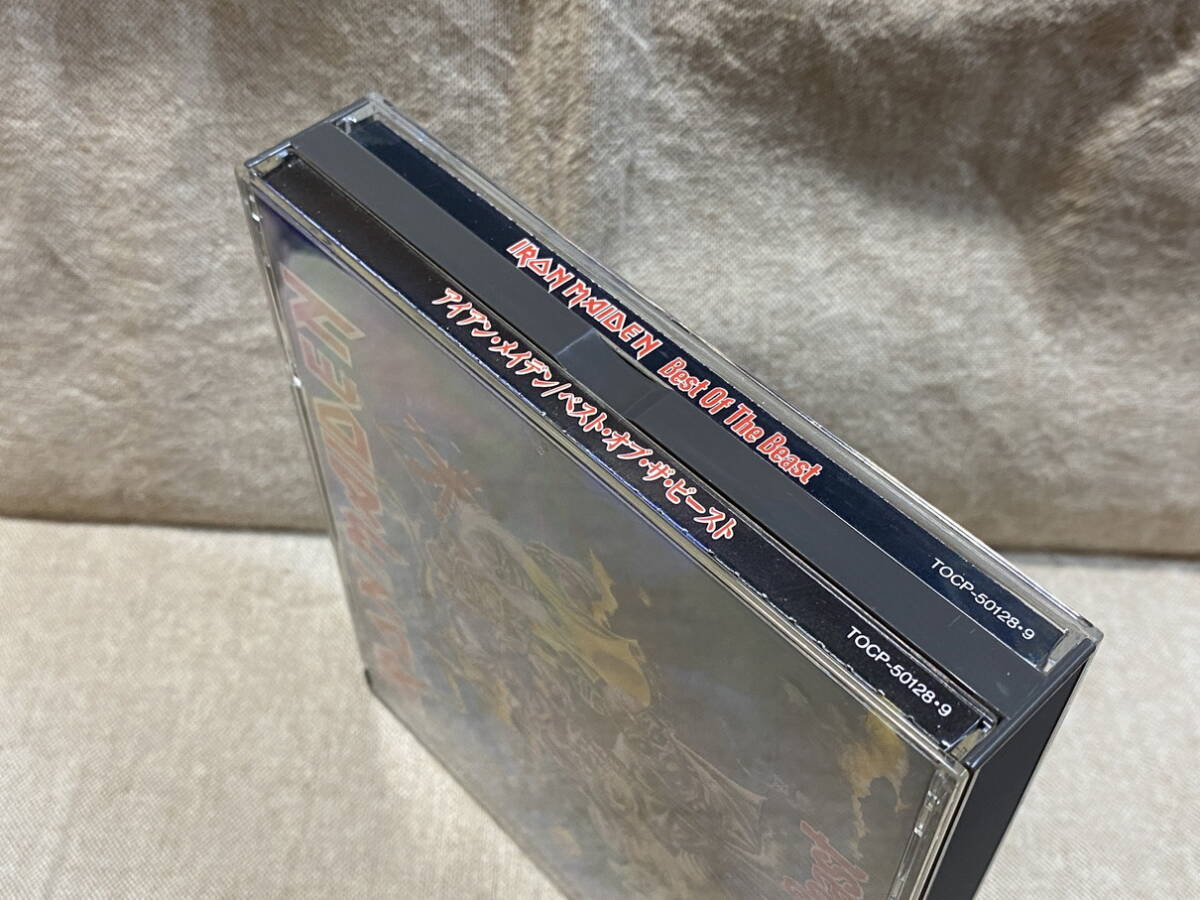 IRON MAIDEN Best Of The Beast TOCP-50128・9
アイアン・メイデン/ベスト・オブ・ザ・ビースト TOCP-50128・9
IRON MAIDEN